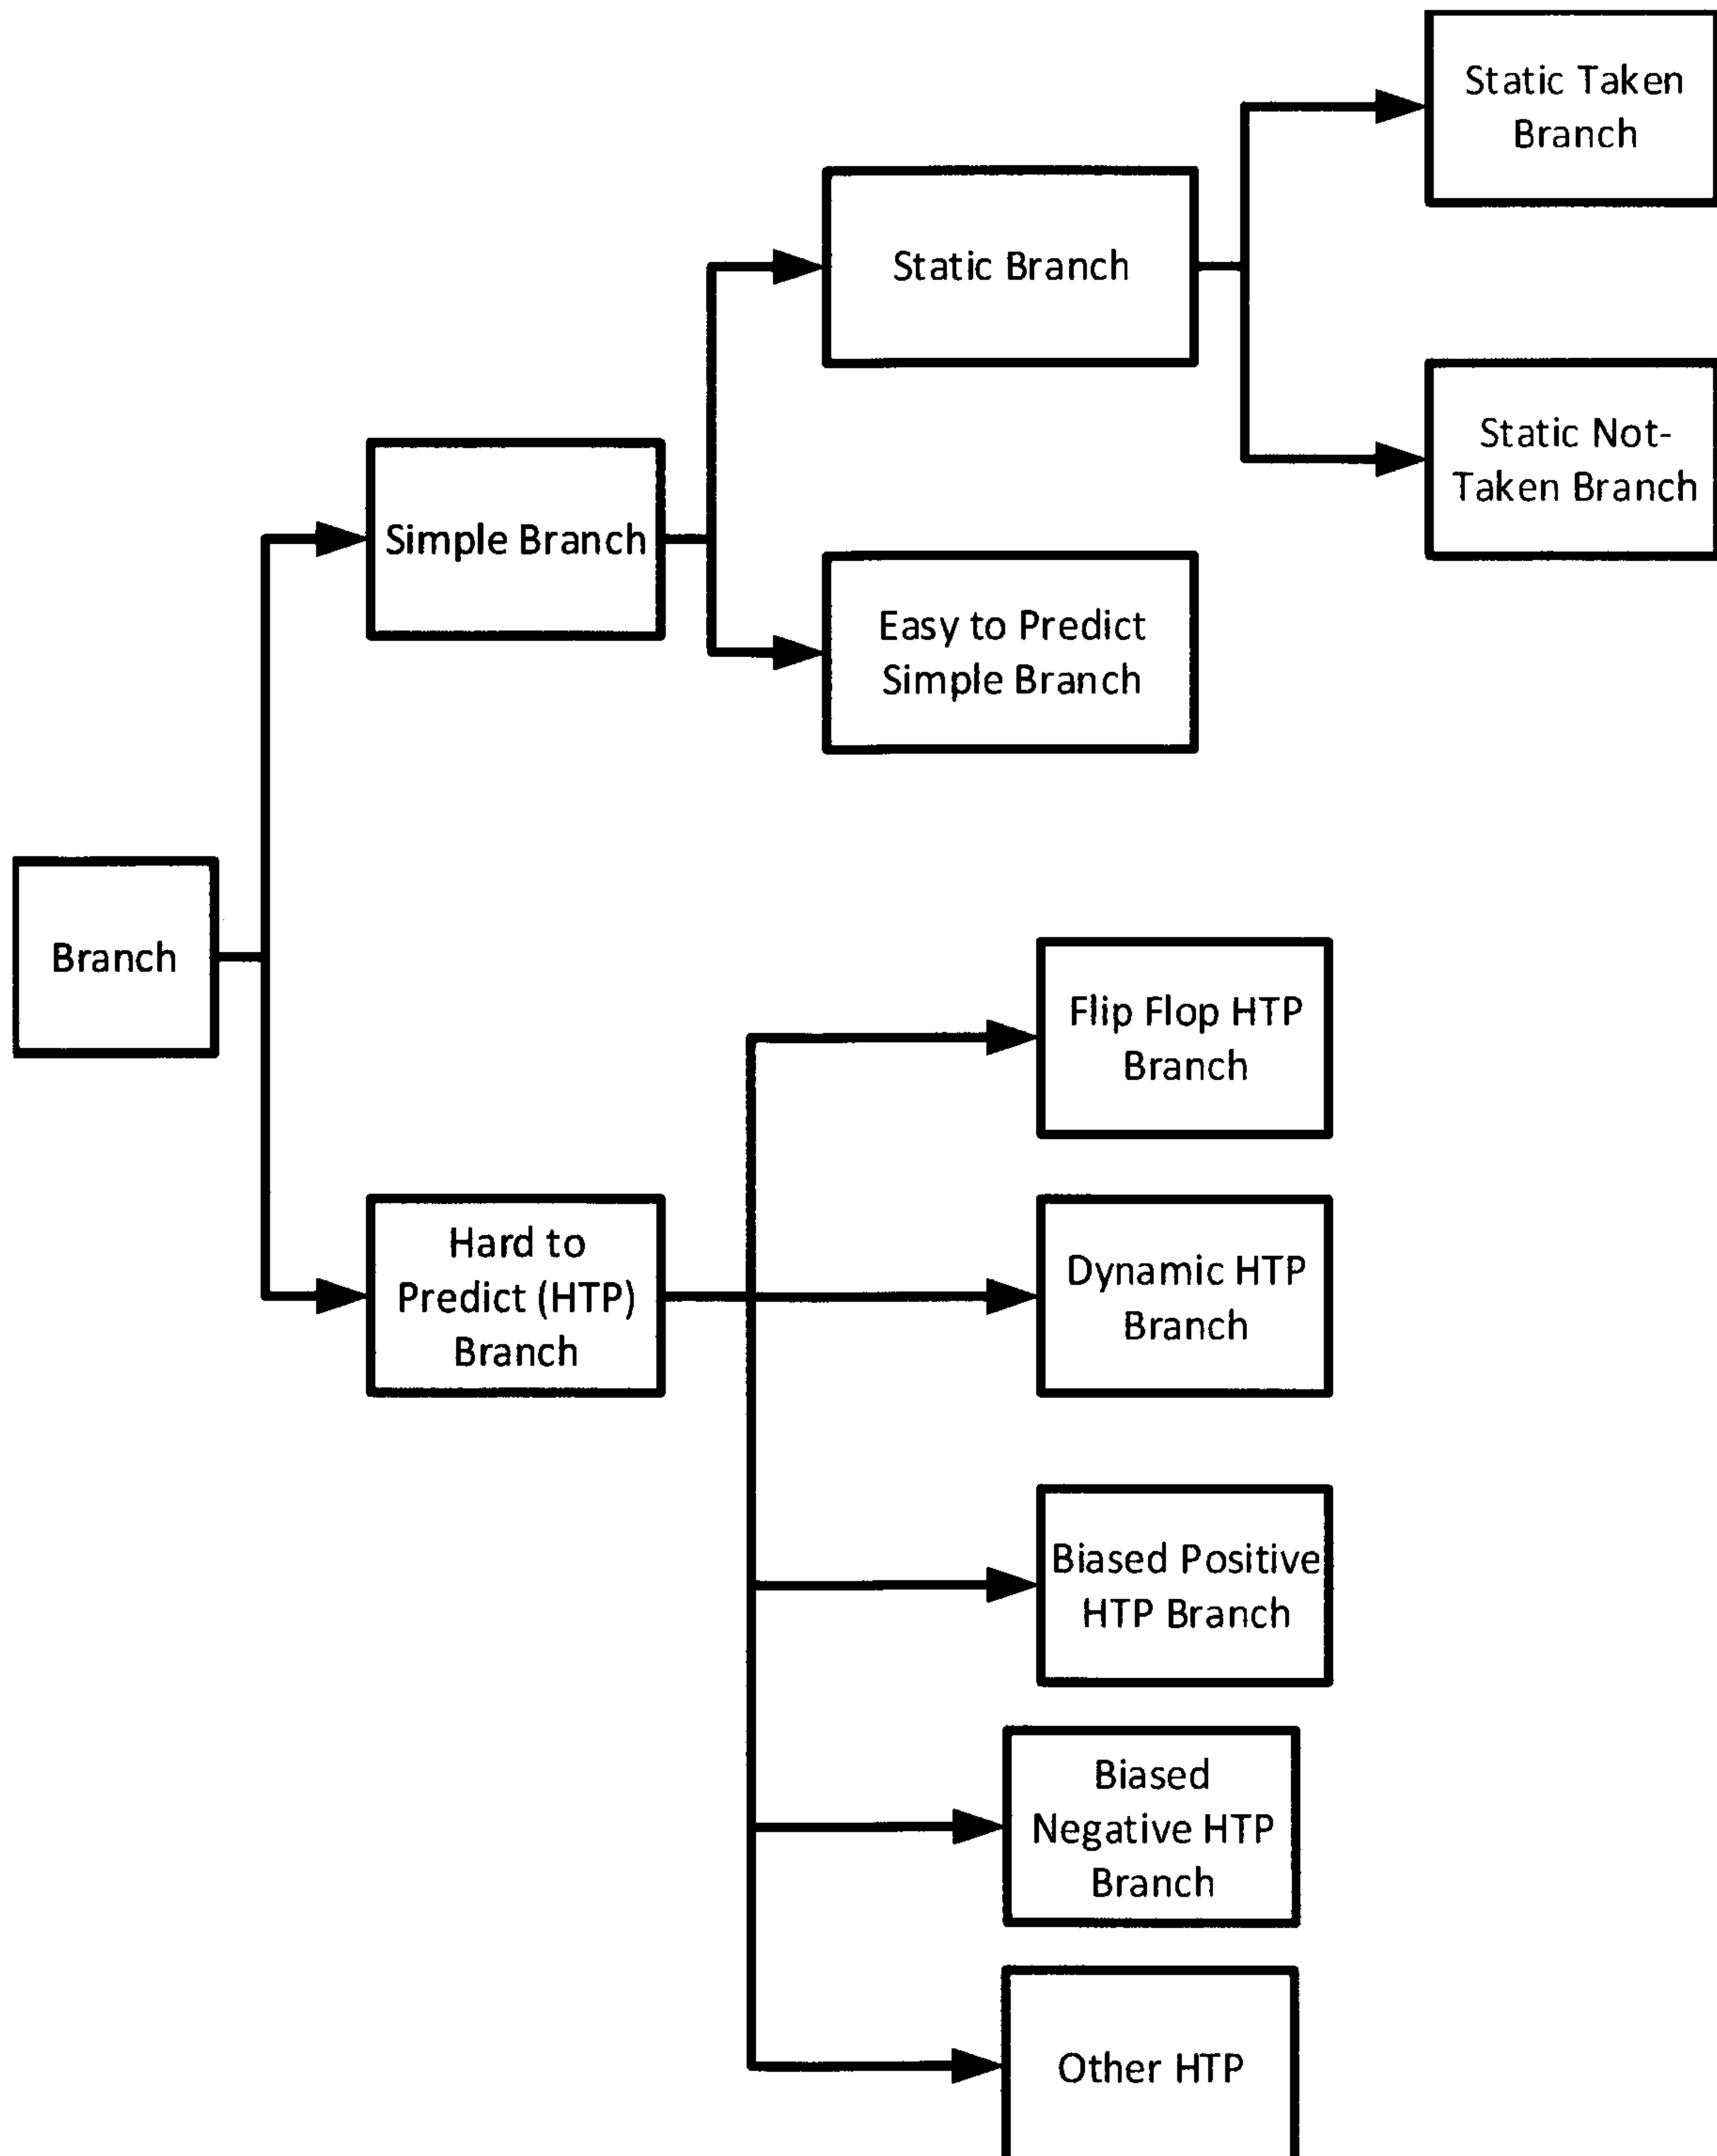 Static Taken
Branch
Static Branch
Static Not-
Taken Branch
Simple Branch
Easy to Predict
Simple Branch
Branch
Flip Flop HTP
Branch
Hard to
Predict (HTP)
Branch
Dynamic HTP
Branch
Biased Positive
HTP Branch
Biased
Negative HTP
Branch
Other HTP